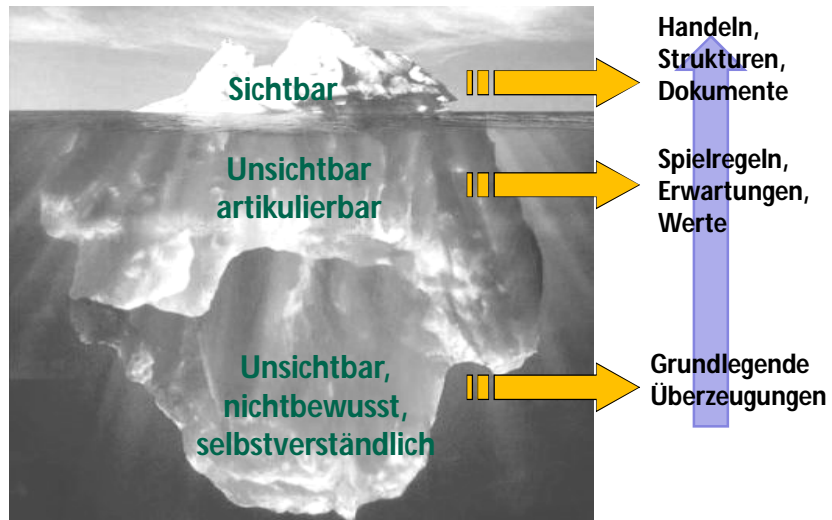 Sichtbar
Handeln,
Strukturen,
Dokumente
Unsichtbar
artikulierbar
Spielregeln,
Erwartungen,
Werte
Unsichtbar,
nichtbewusst,
selbstverständlich
Grundlegende
Überzeugungen